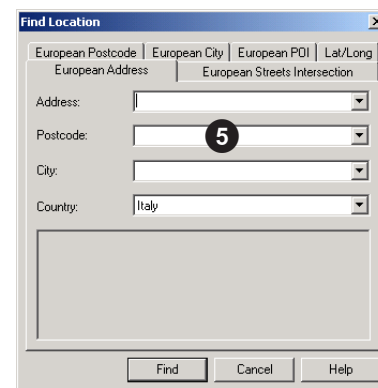 Find Location
European Postcode European City European POI Lat/Long
European Address European Streets Intersection
Address:
Postcode: 5
City:
Country: Italy
Find Cancel Help